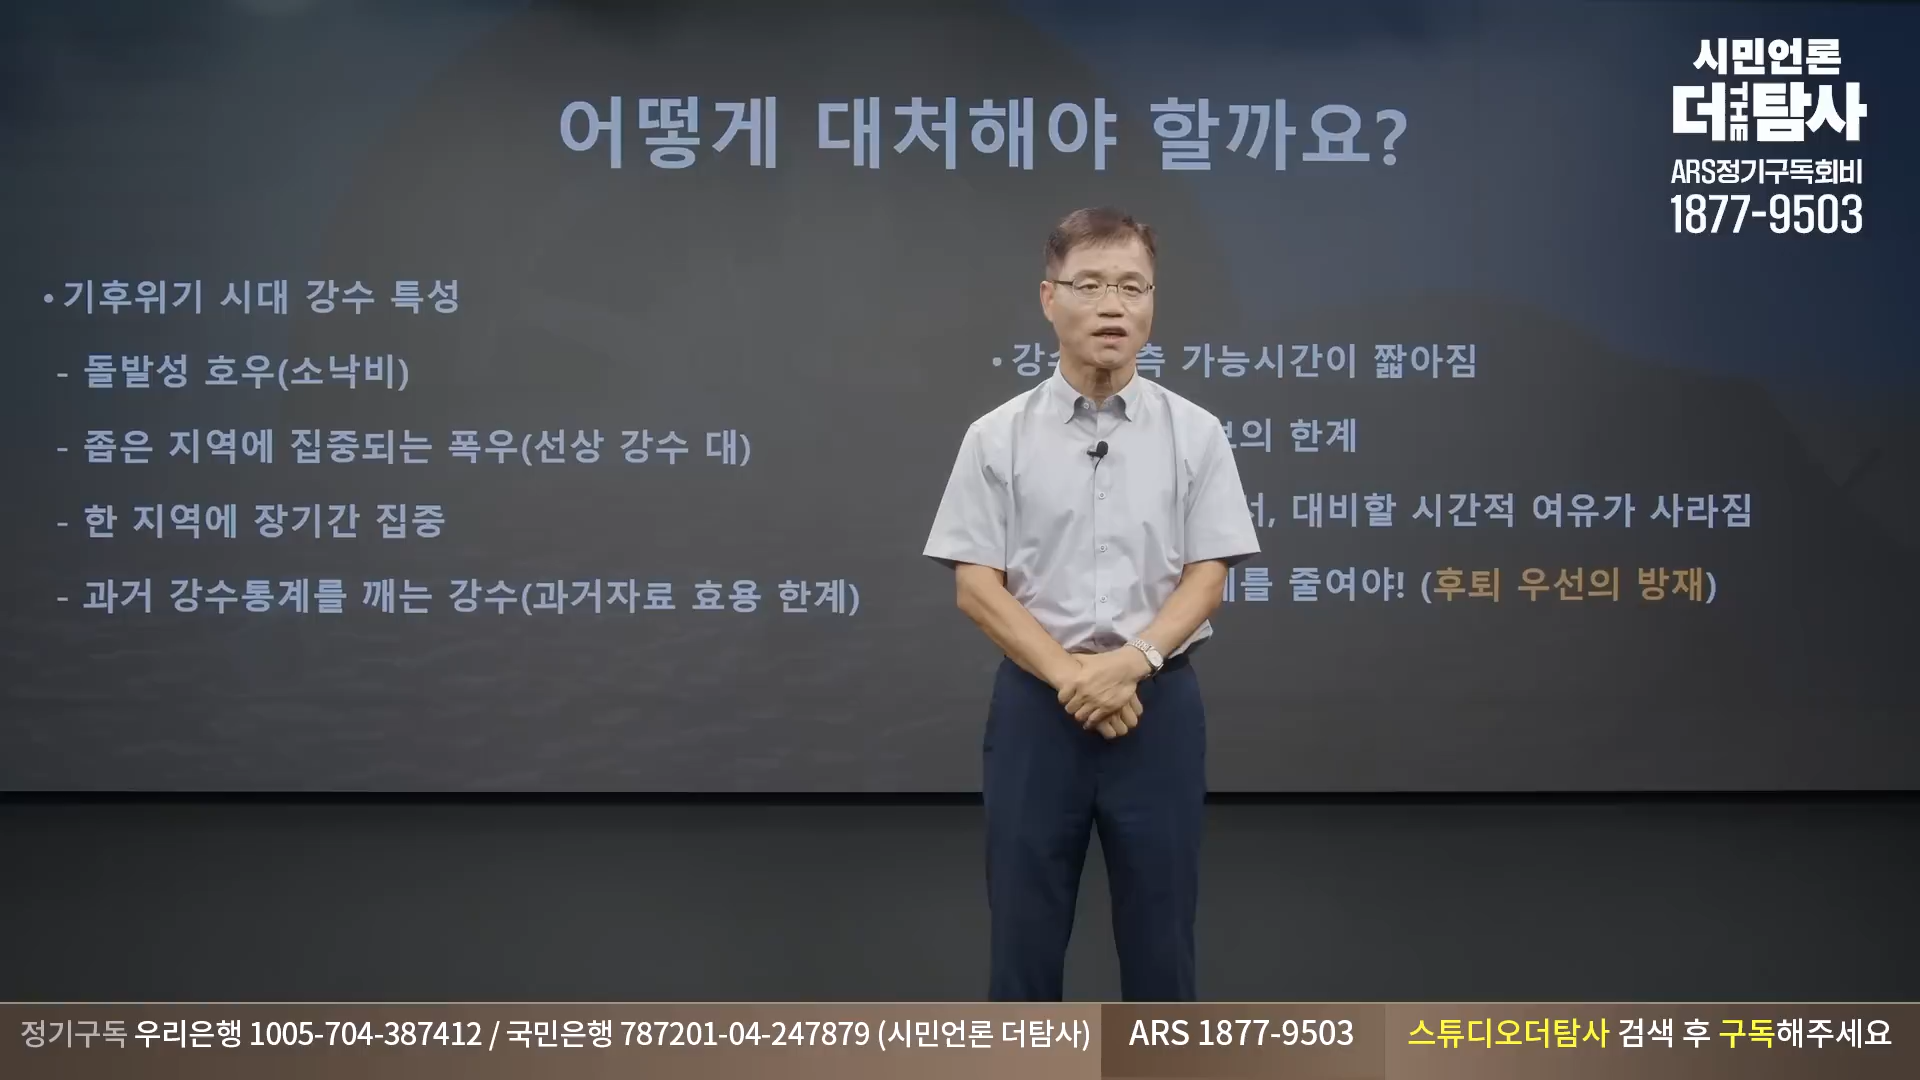 어떻게 대처해야 할까요?
• 기후위기 시대 강수 특성
- 돌발성 호우(소낙비)
- 좁은 지역에 집중되는 폭우(선상 강수 대)
- 한 지역에 장기간 집중
- 과거 강수통계를 깨는 강수(과거자료 효용 한계)
• 가능시간이 짧아짐
한계
대비할 시간적 여유가 사라짐
줄여야! (후퇴 우선의 방재)
시민언론
더탐사
THE
ARS정기구독회비
1877-9503
정기구독 우리은행 1005-704-387412 / 국민은행 787201-04-247879 (시민언론 더탐사)
ARS 1877-9503
스튜디오더탐사 검색 후 구독해주세요